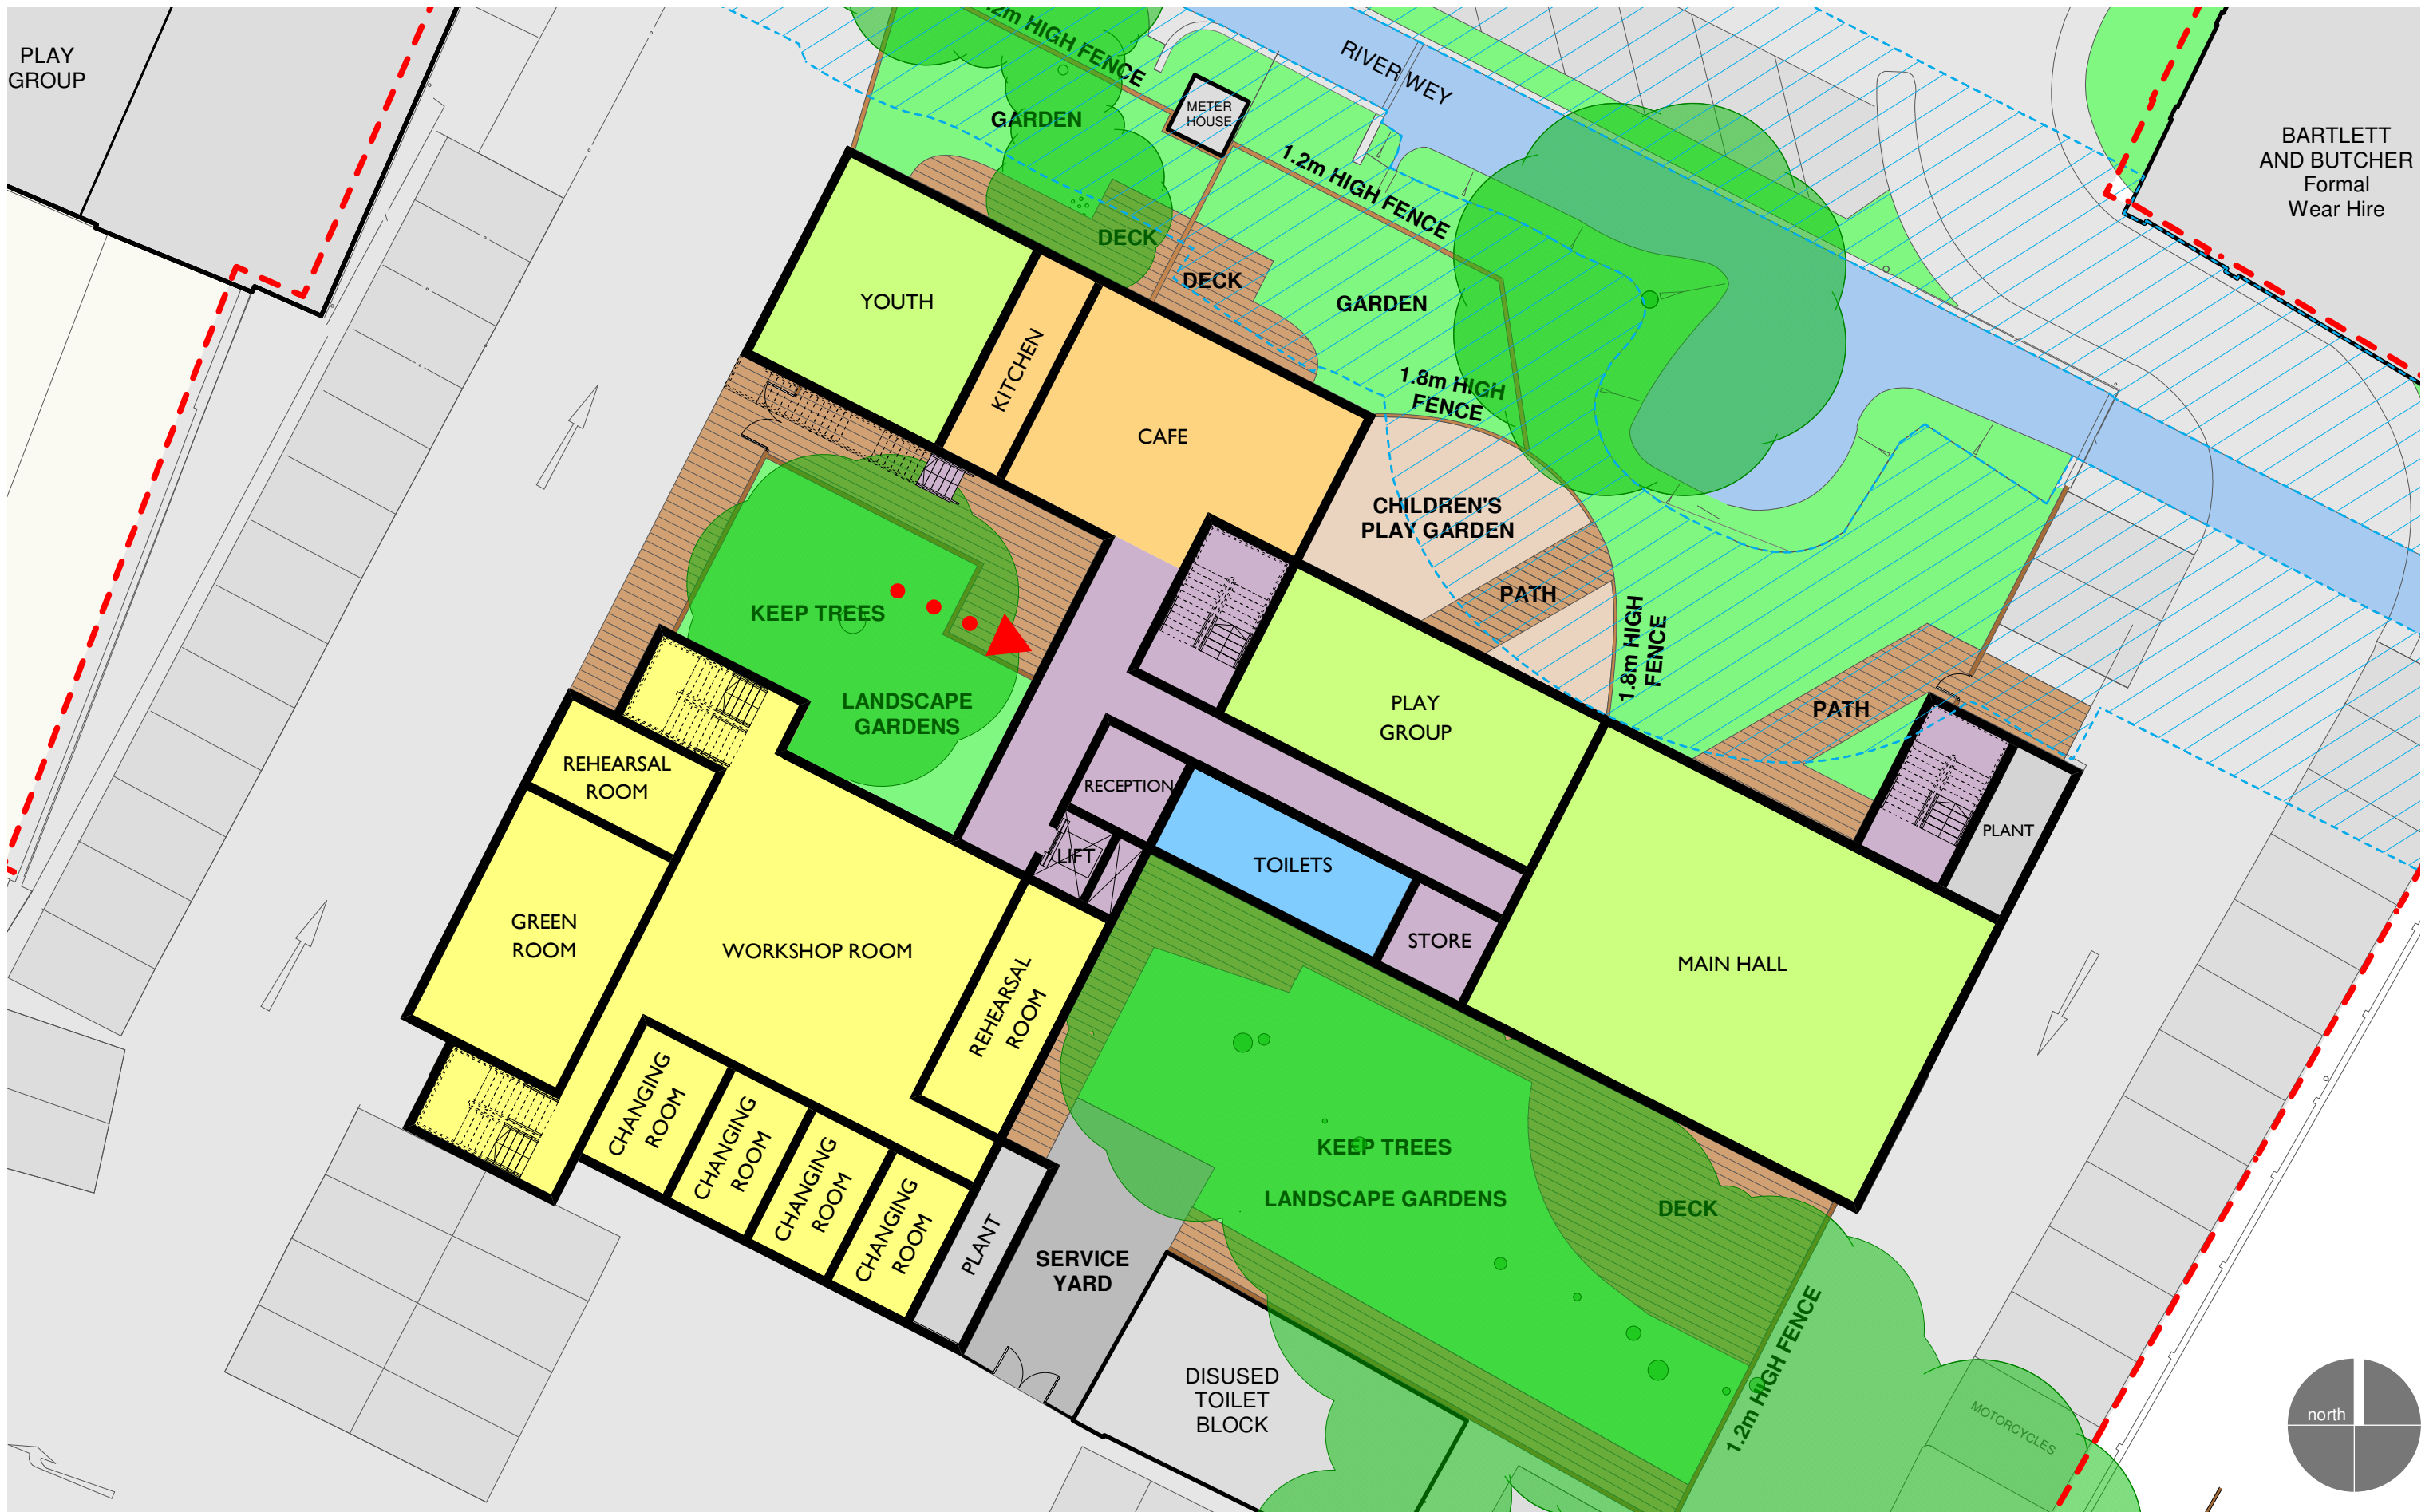 PLAY
GROUP
1.2m HIGH FENCE
GARDEN
METER
HOUSE
RIVER WEY
BARTLETT
AND BUTCHER
Formal
Wear Hire
1.2m HIGH FENCE
DECK
DECK
GARDEN
YOUTH
KITCHEN
CAFE
1.8m HIGH
FENCE
CHILDREN'S
PLAY GARDEN
PATH
KEEP TREES
LANDSCAPE
GARDENS
1.8m HIGH
FENCE
PLAY
GROUP
PATH
REHEARSAL
ROOM
RECEPTION
LIFT
TOILETS
STORE
PLANT
GREEN
ROOM
WORKSHOP ROOM
REHEARSAL
ROOM
MAIN HALL
CHANGING
ROOM
CHANGING
ROOM
CHANGING
ROOM
CHANGING
ROOM
PLANT
SERVICE
YARD
KEEP TREES
LANDSCAPE GARDENS
DECK
DISUSED
TOILET
BLOCK
1.2m HIGH FENCE
MOTORCYCLES
north